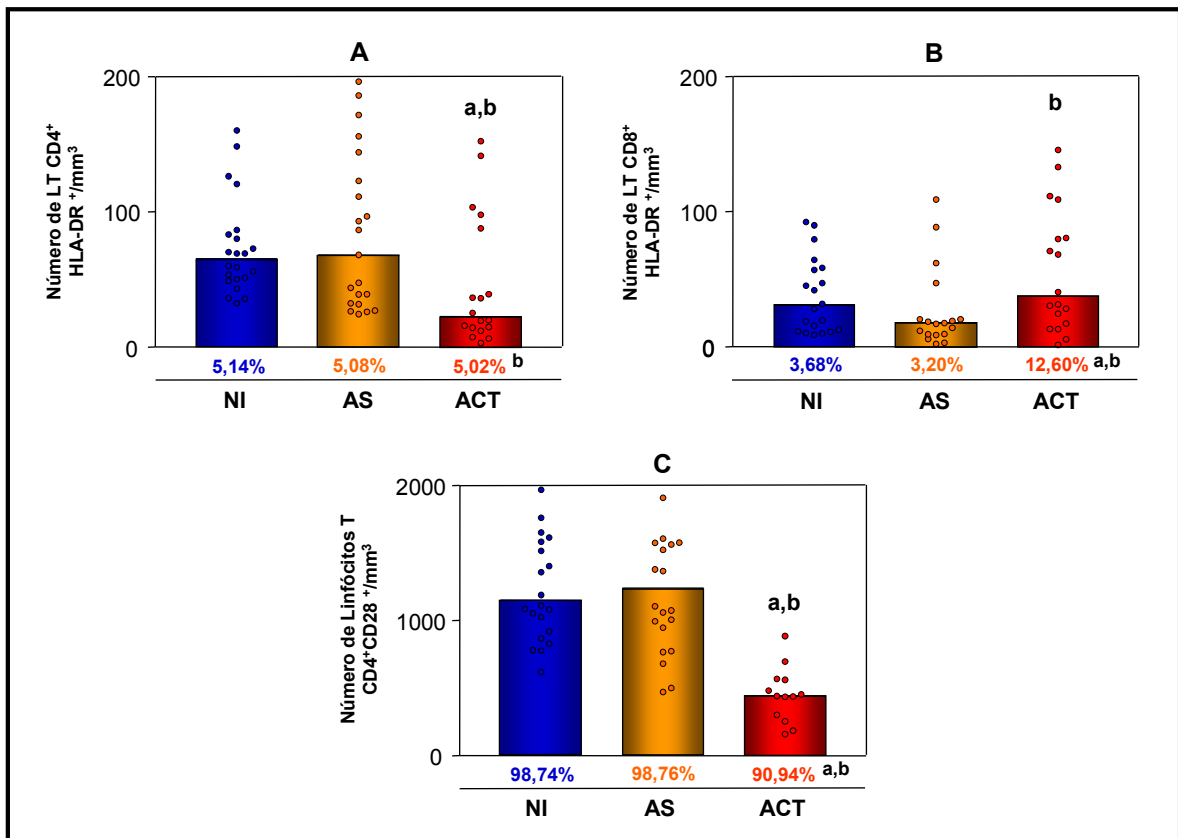 A
200
100
0
Número de LT CD4⁺
HLA-DR ⁺/mm³
a,b
5,14% 5,08% 5,02% b
NI AS ACT
B
200
100
0
Número de LT CD8⁺
HLA-DR ⁺/mm³
b
3,68% 3,20% 12,60% a,b
NI AS ACT
C
2000
1000
0
Número de Linfócitos T
CD4⁺CD28 ⁺/mm³
a,b
98,74% 98,76% 90,94% a,b
NI AS ACT